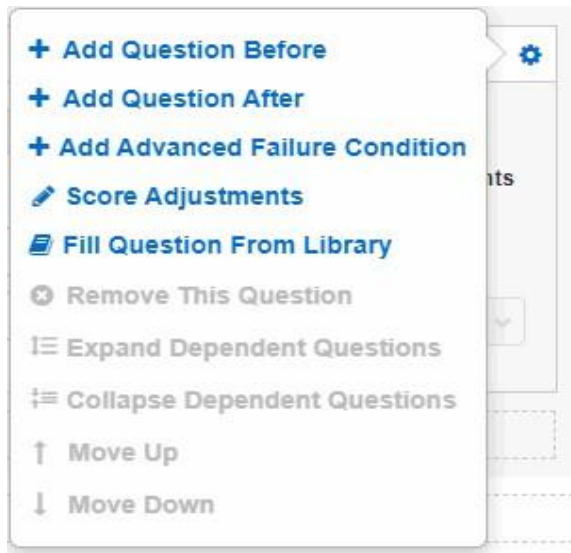 Add Question Before
Add Question After
Add Advanced Failure Condition
Score Adjustments
Fill Question From Library
Remove This Question
Expand Dependent Questions
Collapse Dependent Questions
Move Up
Move Down